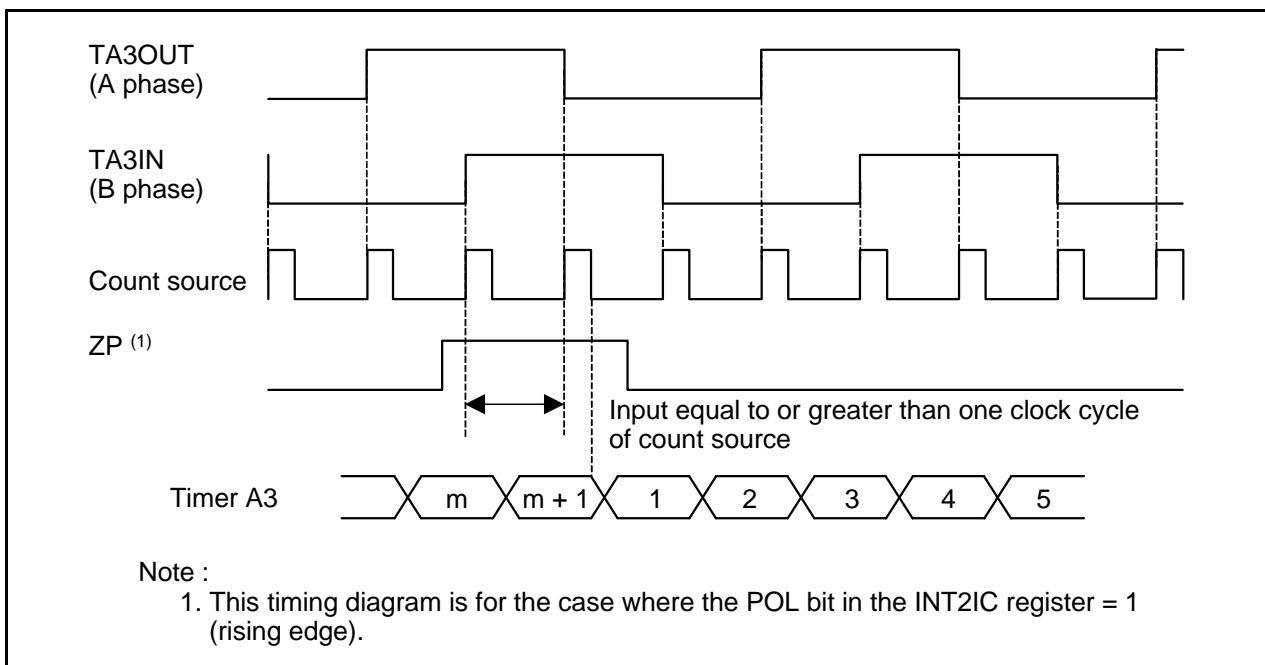 TA3OUT
(A phase)
TA3IN
(B phase)
Count source
ZP (1)
Input equal to or greater than one clock cycle
of count source
Timer A3 m m + 1 1 2 3 4 5
Note :
1. This timing diagram is for the case where the POL bit in the INT2IC register = 1
(rising edge).